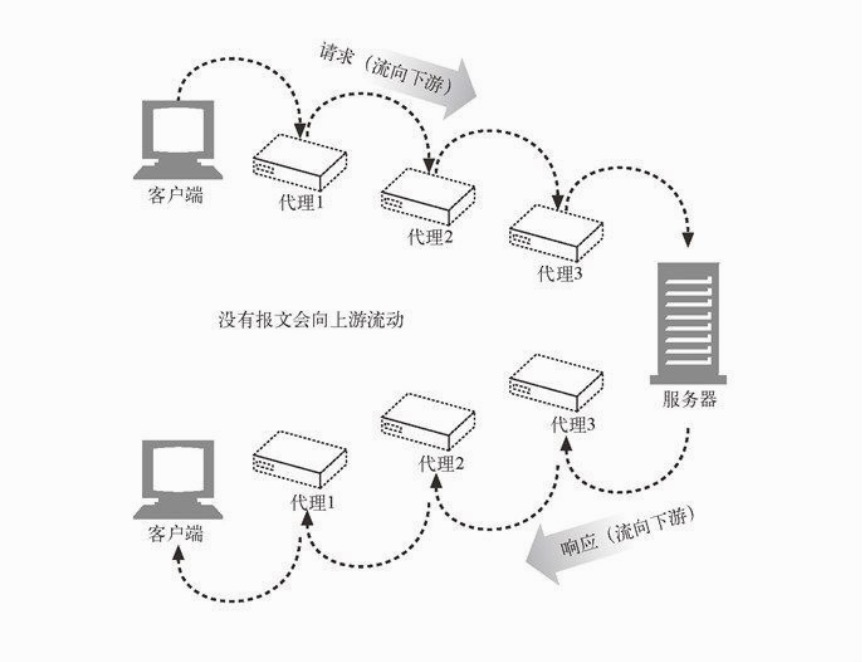 请求（流向下游）
客户端
代理1
代理2
代理3
没有报文会向上游流动
服务器
代理3
代理2
代理1
客户端
响应（流向下游）